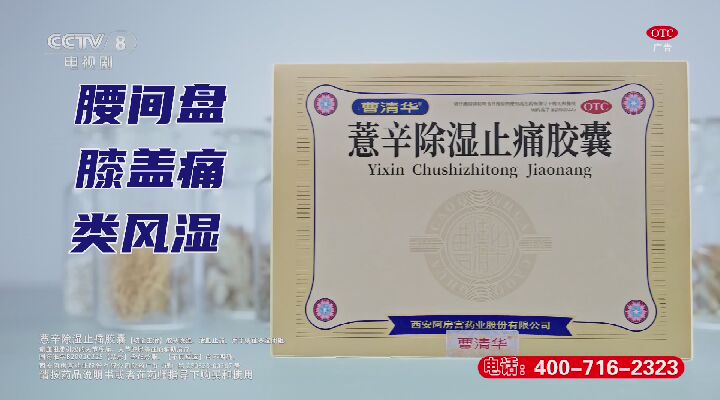 CCTV 8
电视剧
OTC
广告
腰间盘
膝盖痛
类风湿
曹清华
OTC
薏辛除湿止痛胶囊
Yixin Chushizhitong Jiaonang
西安阿房宫药业股份有限公司
曹清华
薏辛除湿止痛胶囊
请按药品说明书或者在药师指导下购买和使用
电话：400-716-2323